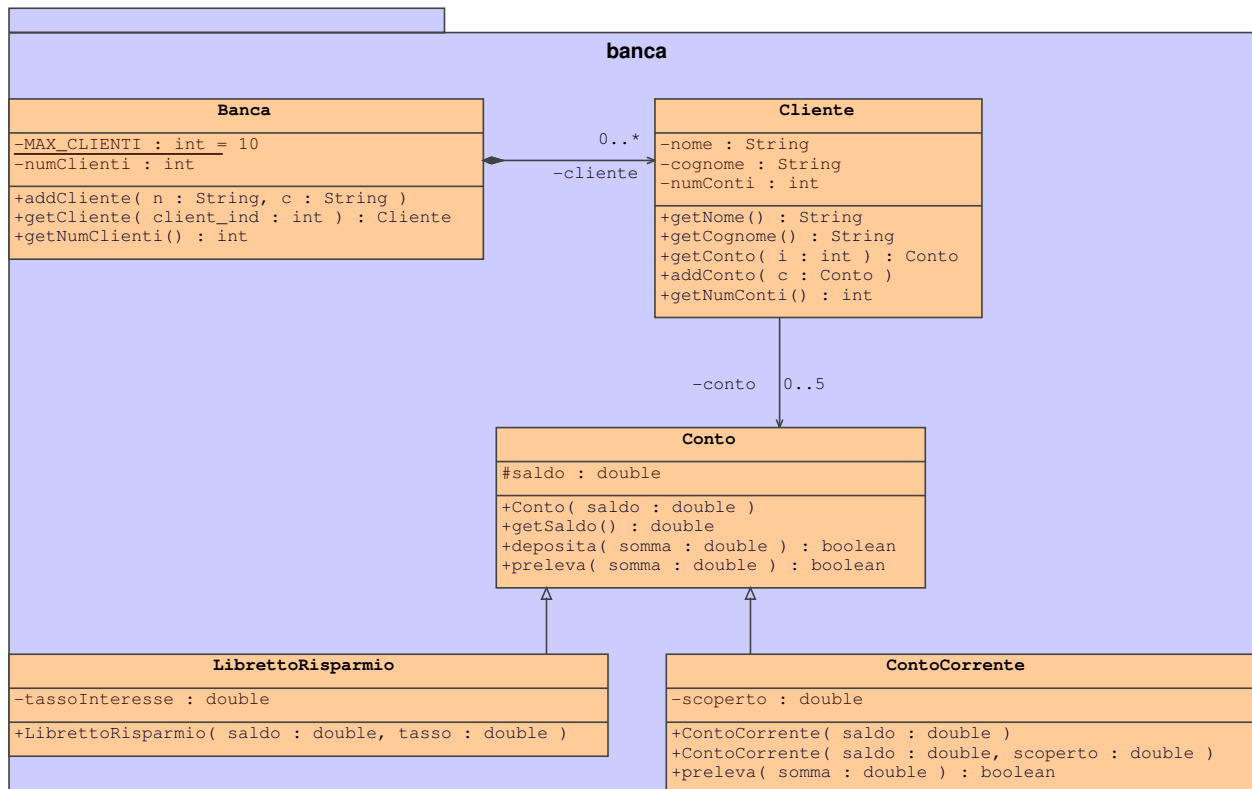 banca
Banca
-MAX_CLIENTI : int = 10
-numClienti : int
+addCliente( n : String, c : String )
+getCliente( client_ind : int ) : Cliente
+getNumClienti() : int
0..*
-cliente
Cliente
-nome : String
-cognome : String
-numConti : int
+getNome() : String
+getCognome() : String
+getConto( i : int ) : Conto
+addConto( c : Conto )
+getNumConti() : int
-conto
0..5
Conto
#saldo : double
+Conto( saldo : double )
+getSaldo() : double
+deposita( somma : double ) : boolean
+preleva( somma : double ) : boolean
LibrettoRisparmio
-tassoInteresse : double
+LibrettoRisparmio( saldo : double, tasso : double )
ContoCorrente
-scoperto : double
+ContoCorrente( saldo : double )
+ContoCorrente( saldo : double, scoperto : double )
+preleva( somma : double ) : boolean